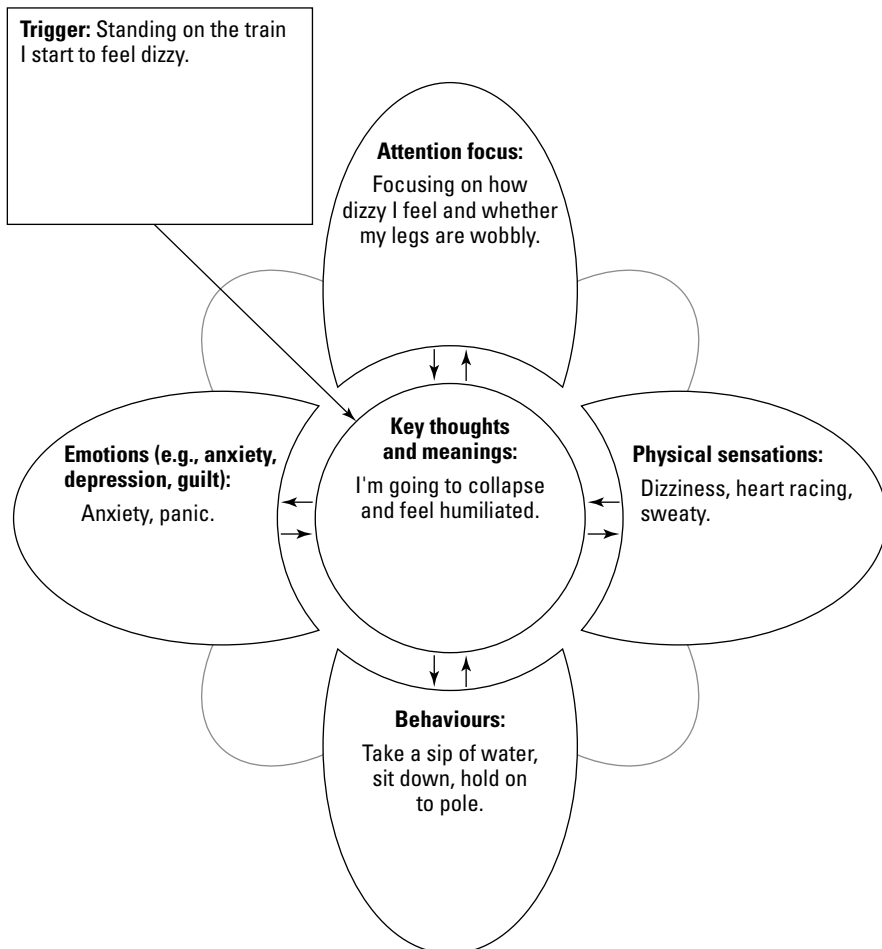 Trigger: Standing on the train
I start to feel dizzy.
Attention focus:
Focusing on how
dizzy I feel and whether
my legs are wobbly.
Emotions (e.g., anxiety,
depression, guilt):
Anxiety, panic.
Key thoughts
and meanings:
I'm going to collapse
and feel humiliated.
Physical sensations:
Dizziness, heart racing,
sweaty.
Behaviours:
Take a sip of water,
sit down, hold on
to pole.